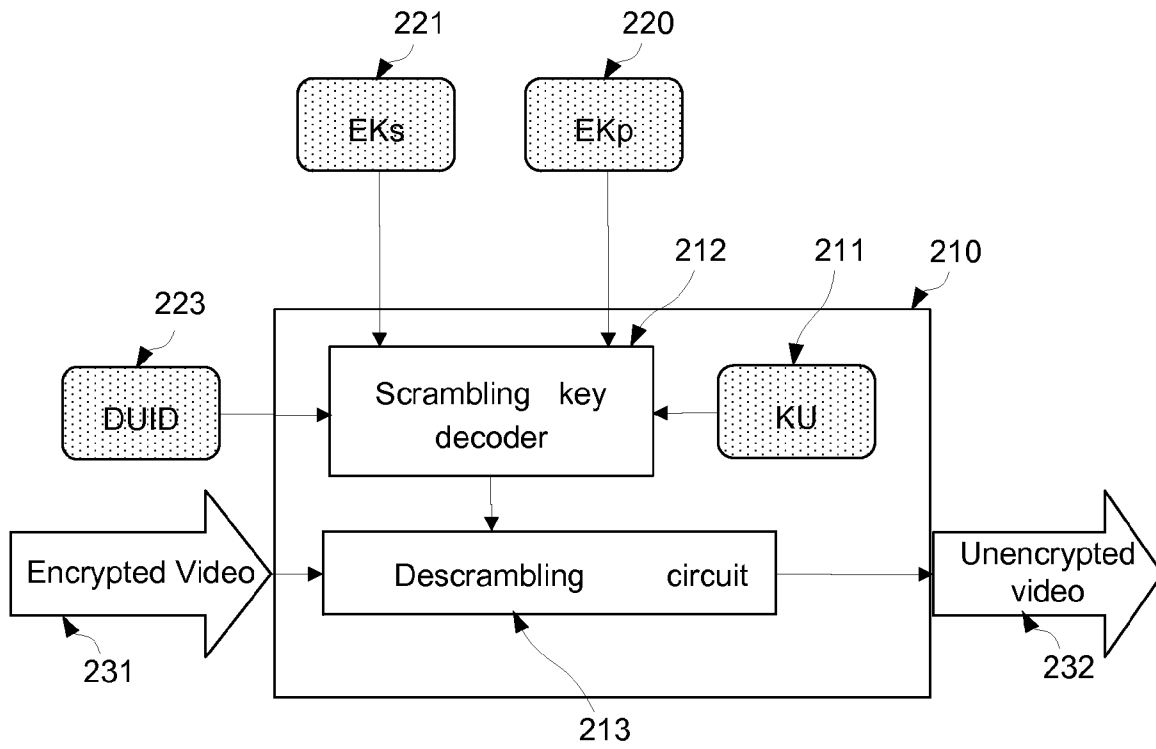 221
220
EKs
EKp
212
211
210
223
DUID
Scrambling key
decoder
KU
Encrypted Video
Descrambling circuit
Unencrypted
video
231
232
213